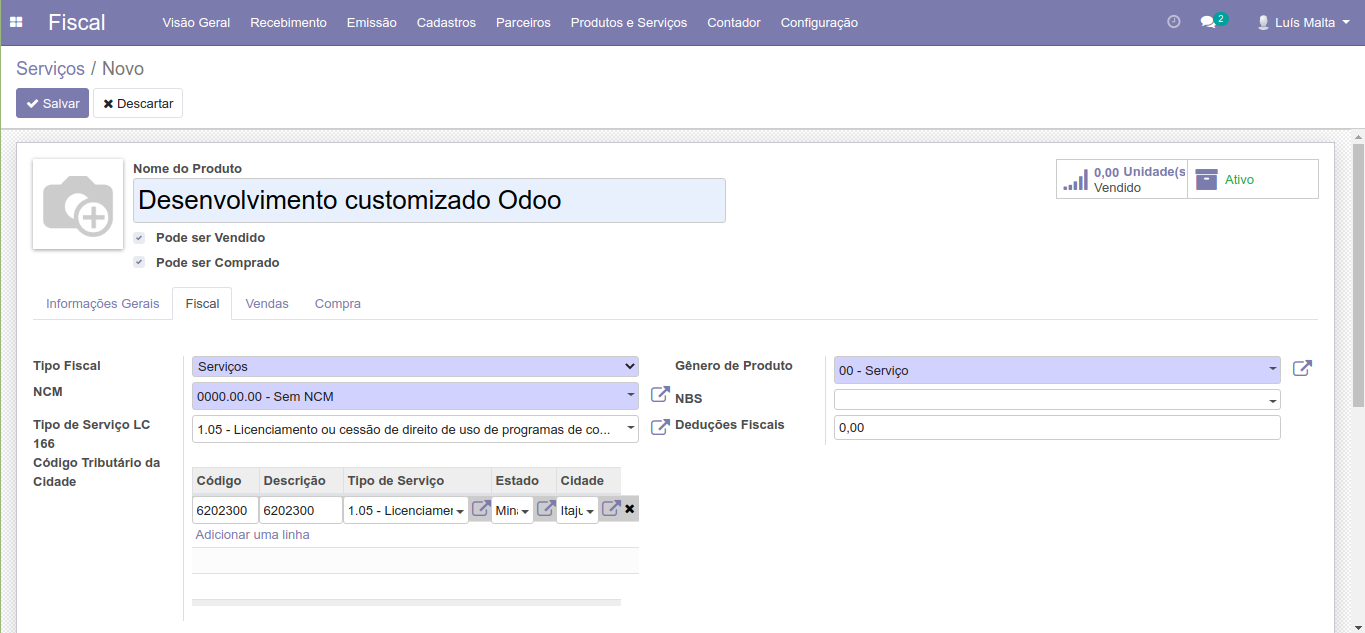 Fiscal Visão Geral Recebimento Emissão Cadastros Parceiros Produtos e Serviços Contador Configuração 2 Luís Malta
Serviços / Novo
Salvar Descartar
Nome do Produto
Desenvolvimento customizado Odoo
0,00 Unidade(s
Vendido
Ativo
Pode ser Vendido
Pode ser Comprado
Informações Gerais Fiscal Vendas Compra
Tipo Fiscal Serviços
NCM 0000.00.00 - Sem NCM
Tipo de Serviço LC
166
1.05 - Licenciamento ou cessão de direito de uso de programas de co...
Código Tributário da
Cidade
Gênero de Produto 00 - Serviço
NBS
Deduções Fiscais 0,00
Código Descrição Tipo de Serviço Estado Cidade
6202300 6202300 1.05 - Licenciamer Mina Itaju
Adicionar uma linha